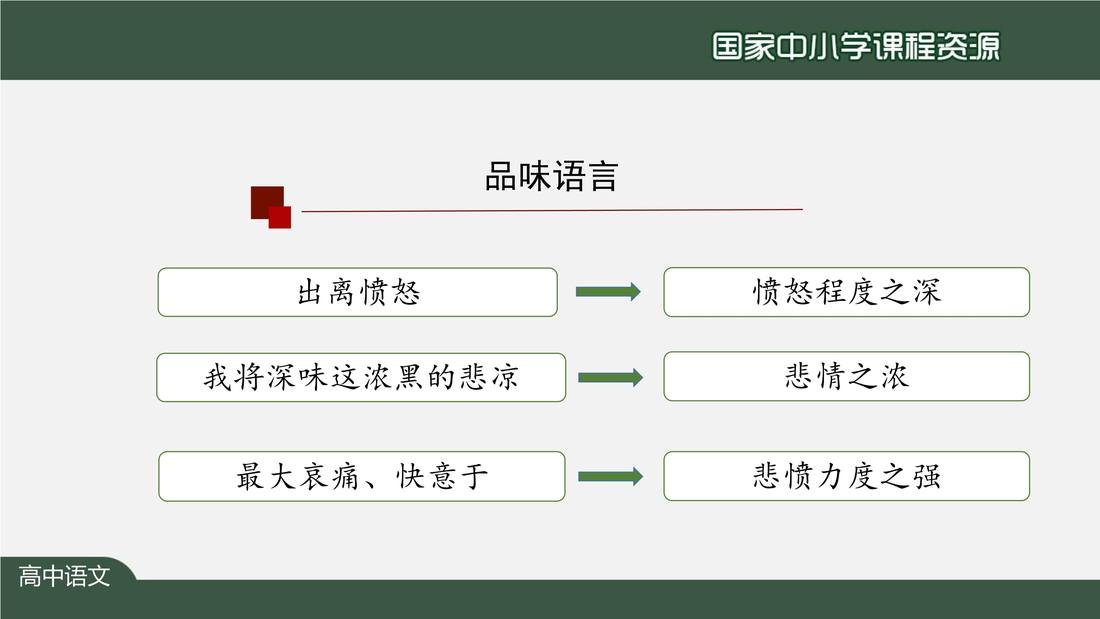 国家中小学课程资源
品味语言
出离愤怒
愤怒程度之深
我将深味这浓黑的悲凉
悲情之浓
最大哀痛、快意于
悲愤力度之强
高中语文